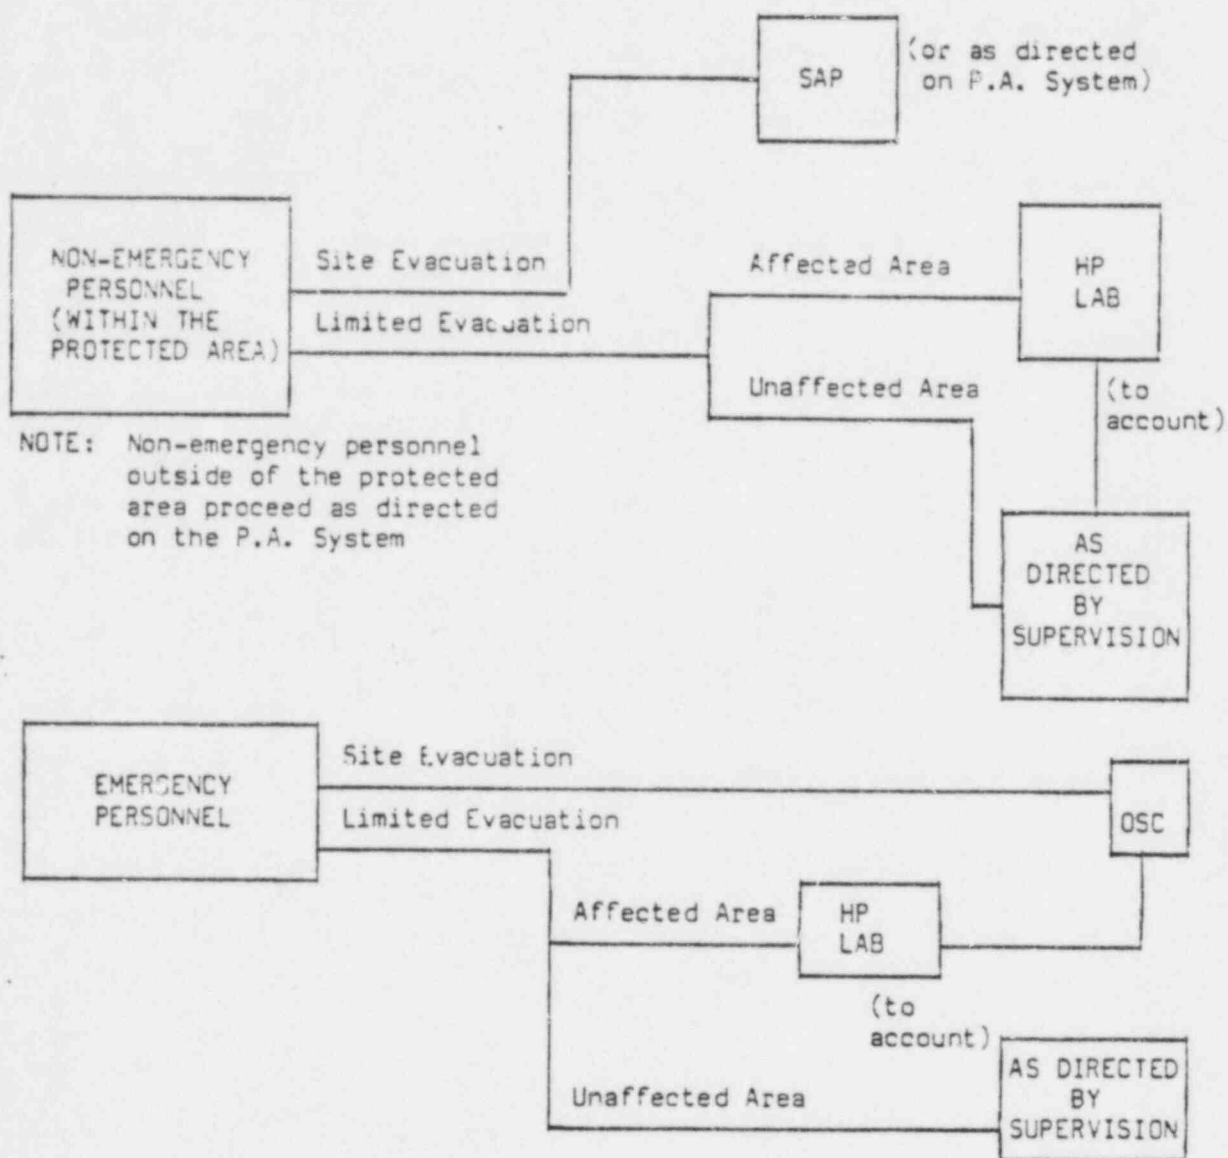 SAP
(or as directed
on P.A. System)
NON-EMERGENCY
PERSONNEL
(WITHIN THE
PROTECTED AREA)
Site Evacuation
Limited Evacuation
Affected Area
HP
LAB
Unaffected Area
(to
account)
NOTE: Non-emergency personnel
outside of the protected
area proceed as directed
on the P.A. System
AS
DIRECTED
BY
SUPERVISION
EMERGENCY
PERSONNEL
Site Evacuation
Limited Evacuation
OSC
Affected Area
HP
LAB
(to
account)
Unaffected Area
AS DIRECTED
BY
SUPERVISION